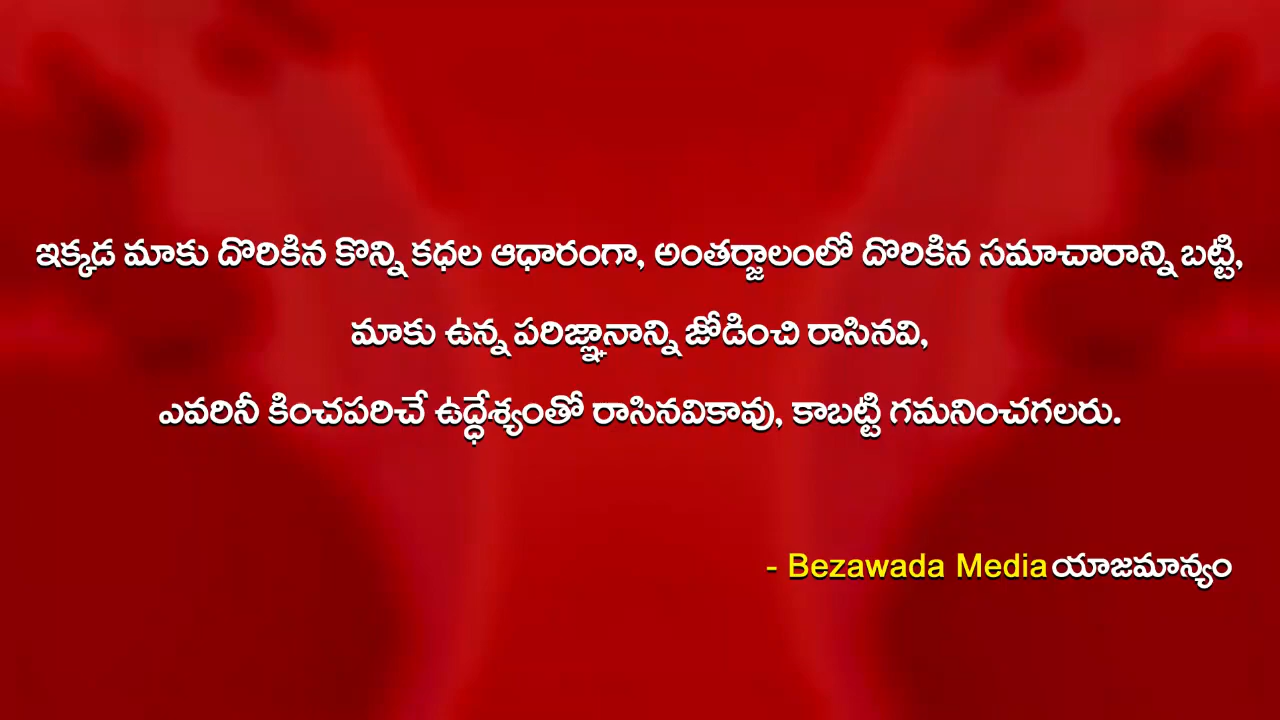 ఇక్కడ మాకు దొరికిన కొన్ని కధల ఆధారంగా, అంతర్జాలంలో దొరికిన సమాచారాన్ని బట్టి,
మాకు ఉన్న పరిజ్ఞానాన్ని జోడించి రాసినవి,
ఎవరినీ కించపరిచే ఉద్ధేశ్యంతో రాసినవికావు, కాబట్టి గమనించగలరు.
- Bezawada Media యాజమాన్యం